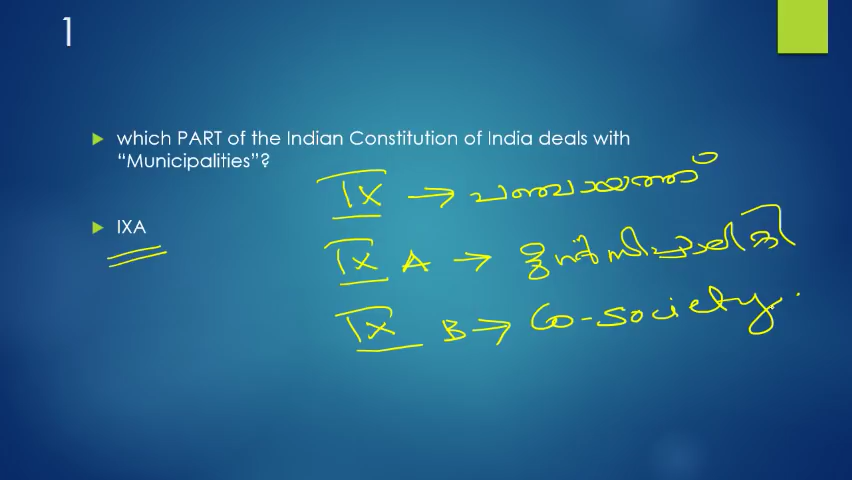 1
which PART of the Indian Constitution of India deals with
“Municipalities”?
IX → പഞ്ചായത്ത്
IXA
IX A → മുനിസിപ്പാലിറ്റി
IX B → Co-society.